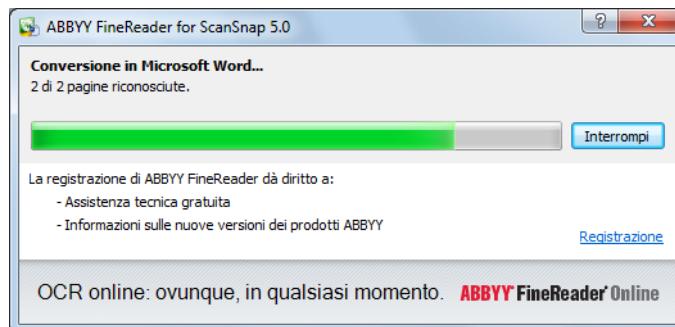 ABBYY FineReader for ScanSnap 5.0
Conversione in Microsoft Word...
2 di 2 pagine riconosciute.
Interrompi
La registrazione di ABBYY FineReader dà diritto a:
- Assistenza tecnica gratuita
- Informazioni sulle nuove versioni dei prodotti ABBYY
Registrazione
OCR online: ovunque, in qualsiasi momento. ABBYY FineReader Online